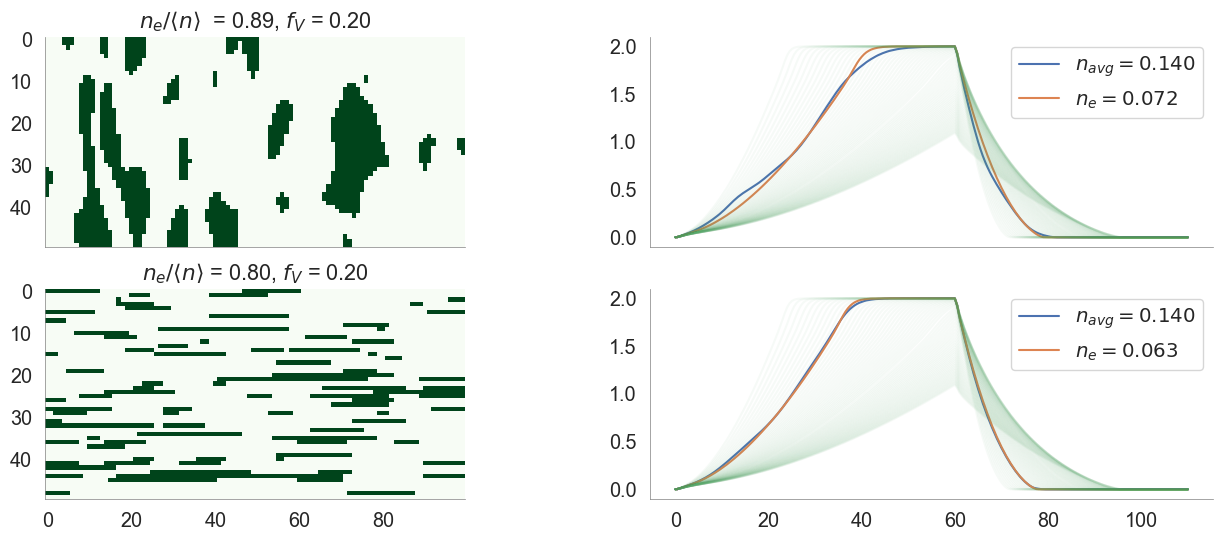 n_e/⟨n⟩ = 0.89, f_V = 0.20
0
10
20
30
40
2.0
1.5
1.0
0.5
0.0
n_avg = 0.140
n_e = 0.072
n_e/⟨n⟩ = 0.80, f_V = 0.20
0
10
20
30
40
0 20 40 60 80
2.0
1.5
1.0
0.5
0.0
n_avg = 0.140
n_e = 0.063
0 20 40 60 80 100